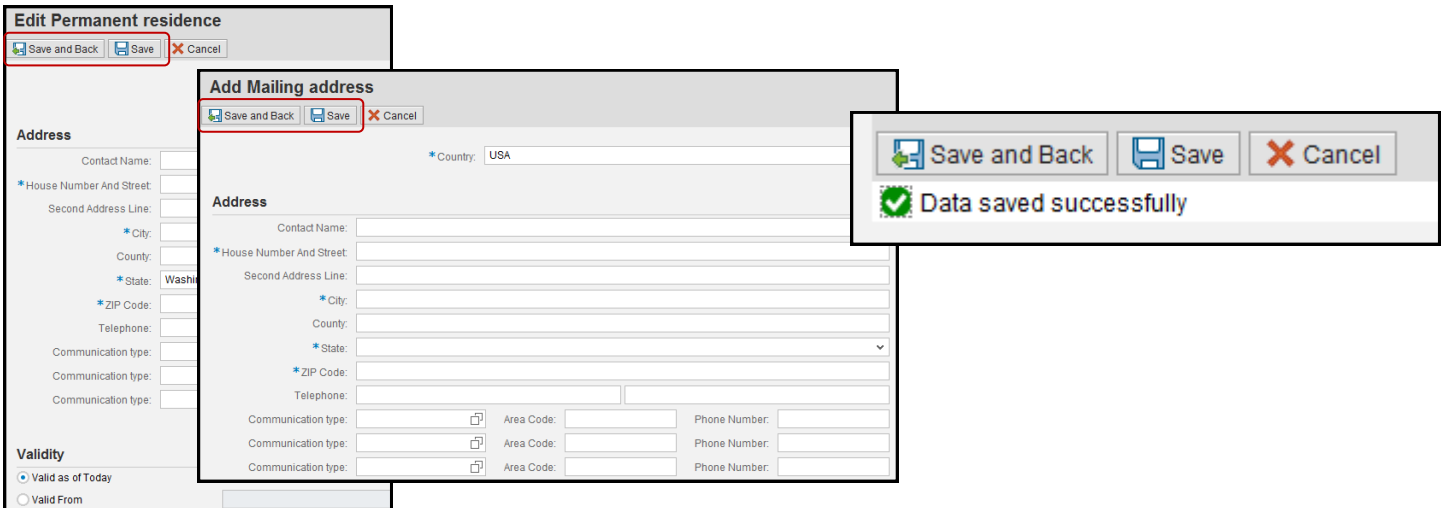 Edit Permanent residence
Save and Back Save Cancel
Address
Contact Name:
*House Number And Street:
Second Address Line:
*City:
County:
*State: Washi
*ZIP Code:
Telephone:
Communication type:
Communication type:
Communication type:
Validity
Valid as of Today
Valid From
Add Mailing address
Save and Back Save Cancel
*Country: USA
Address
Contact Name:
*House Number And Street:
Second Address Line:
*City:
County:
*State:
*ZIP Code:
Telephone:
Communication type: Area Code: Phone Number:
Communication type: Area Code: Phone Number:
Communication type: Area Code: Phone Number:
Save and Back Save Cancel
Data saved successfully